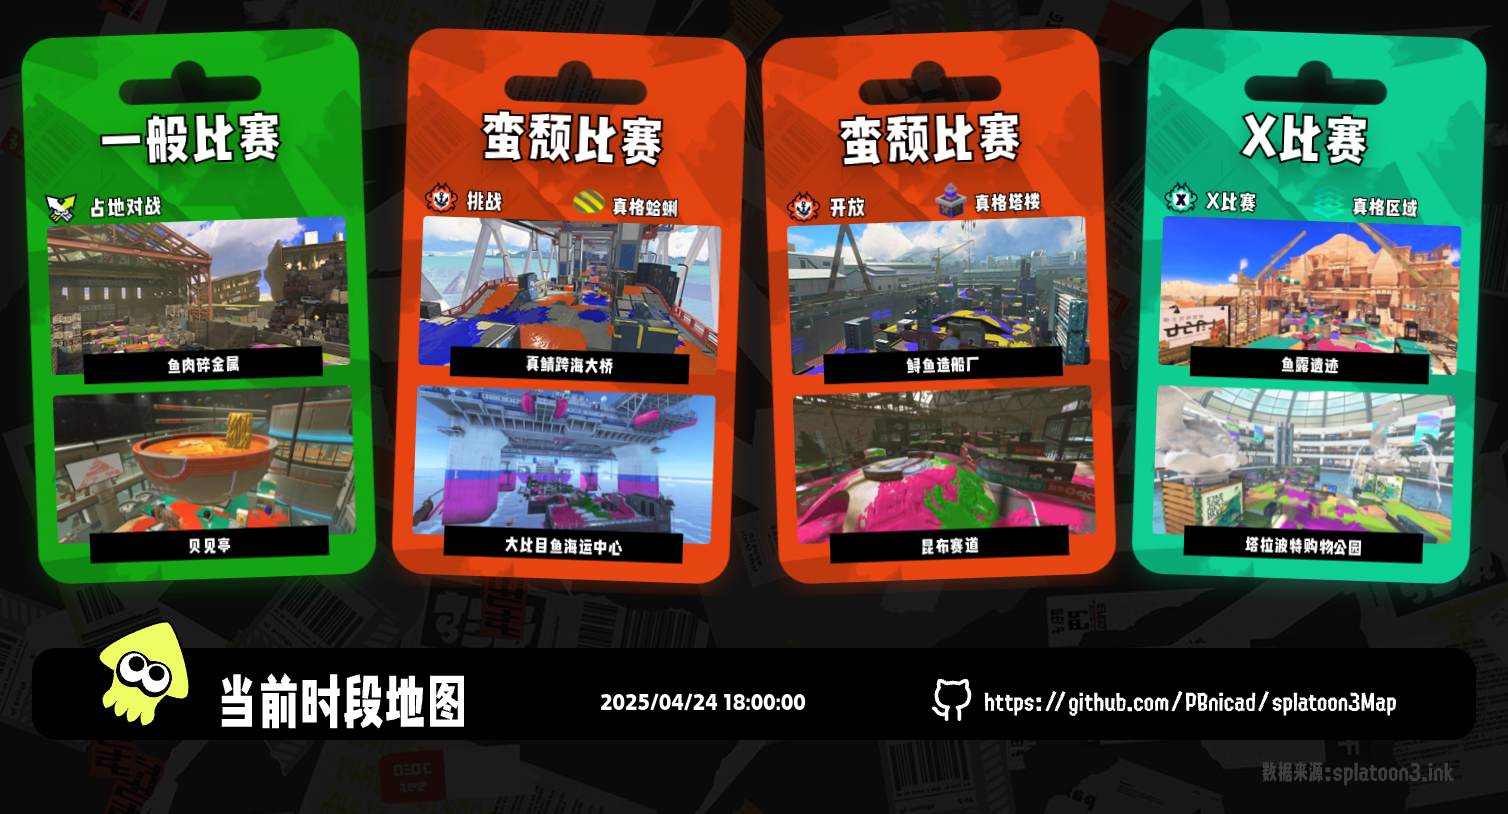 一般比赛
占地对战
鱼肉碎金属
贝见亭
蛮颓比赛
挑战
真格蛤蜊
真鲭跨海大桥
大比目鱼海运中心
蛮颓比赛
开放
真格塔楼
鲟鱼造船厂
昆布赛道
X比赛
X比赛
真格区域
鱼露遗迹
塔拉波特购物公园
当前时段地图
2025/04/24 18:00:00
https://github.com/PBnicad/splatoon3Map
数据来源:splatoon3.ink